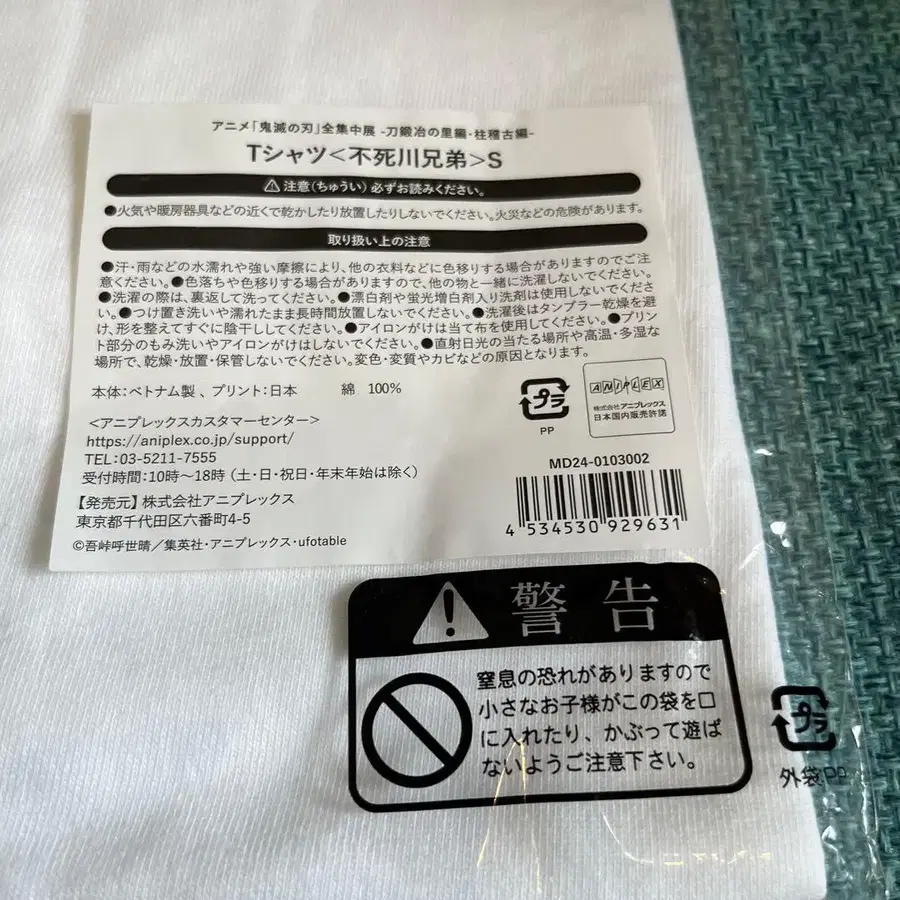 アニメ「鬼滅の刃」全集中展 -刀鍛冶の里編・柱稽古編-
Tシャツ<不死川兄弟>S
⚠注意(ちゅうい)必ずお読みください。
●火気や暖房器具などの近くで乾かしたり放置したりしないでください。火災などの危険があります。
取り扱い上の注意
●汗・雨などの水濡れや強い摩擦により、他の衣料などに色移りする場合がありますのでご注
意ください。●色落ちや色移りする場合がありますので、他の物と一緒に洗濯しないでください。
●洗濯の際は、裏返して洗ってください。●漂白剤や蛍光増白剤入り洗剤は使用しないでくださ
い。●つけ置き洗いや濡れたまま長時間放置しないでください。●洗濯後はタンブラー乾燥を避
け、形を整えてすぐに陰干ししてください。●アイロンがけは当て布を使用してください。●プリン
ト部分のもみ洗いやアイロンがけはしないでください。●直射日光の当たる場所や高温・多湿な
場所で、乾燥・放置・保管しないでください。変色・変質やカビなどの原因となります。
本体:ベトナム製、プリント:日本 綿 100%
プラ
PP
ANIPLEX
株式会社アニプレックス
日本国内販売許諾
<アニプレックスカスタマーセンター>
https://aniplex.co.jp/support/
TEL:03-5211-7555
受付時間:10時〜18時(土・日・祝日・年末年始は除く)
【発売元】株式会社アニプレックス
東京都千代田区六番町4-5
©吾峠呼世晴/集英社・アニプレックス・ufotable
MD24-0103002
4 534530 929631
警告
窒息の恐れがありますので
小さなお子様がこの袋を口
に入れたり、かぶって遊ば
ないようご注意下さい。
プラ
外袋PP